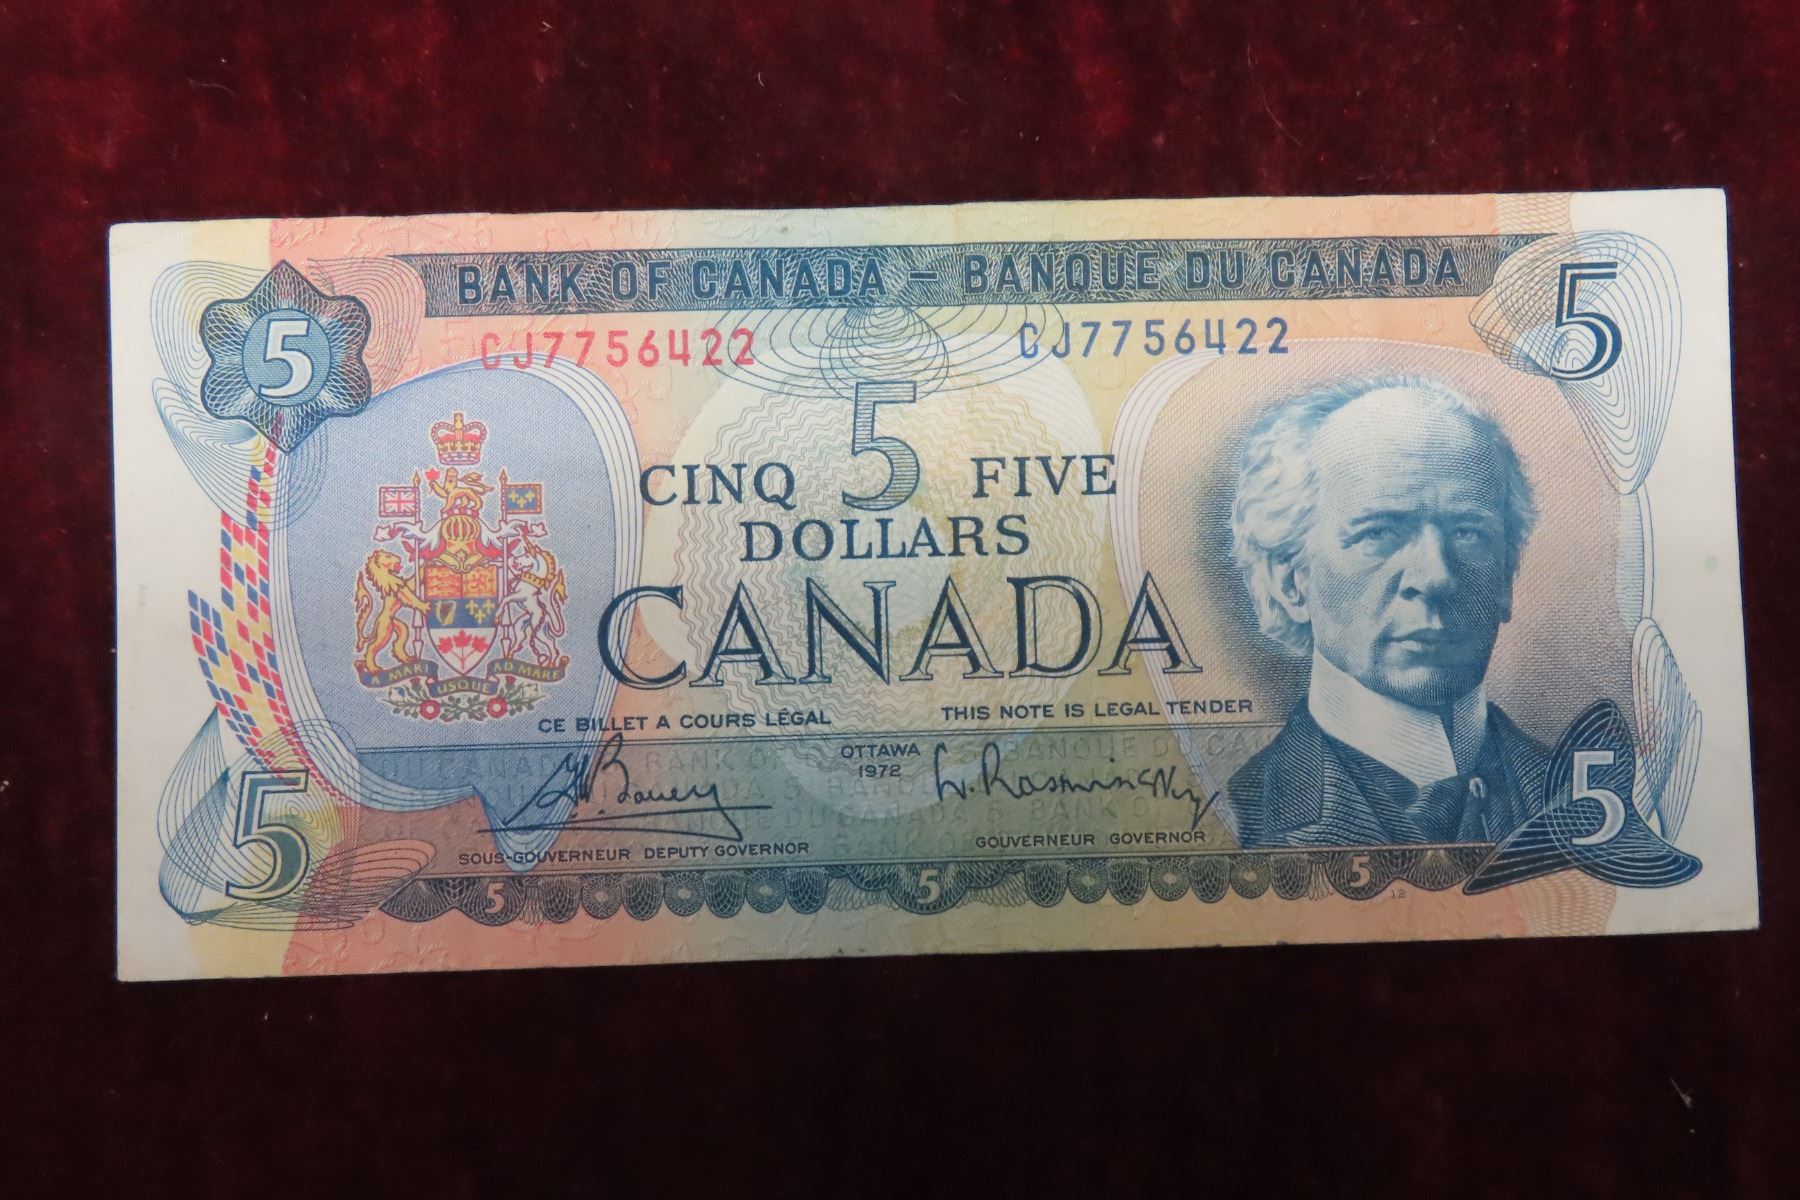 BANK OF CANADA – BANQUE DU CANADA
5
5
CJ7756422 CJ7756422
5
CINQ FIVE
DOLLARS
CANADA
A MARI USQUE AD MARE
CE BILLET A COURS LÉGAL THIS NOTE IS LEGAL TENDER
OTTAWA
1972
SOUS-GOUVERNEUR DEPUTY GOVERNOR GOUVERNEUR GOVERNOR
5
5
5 5 5
12